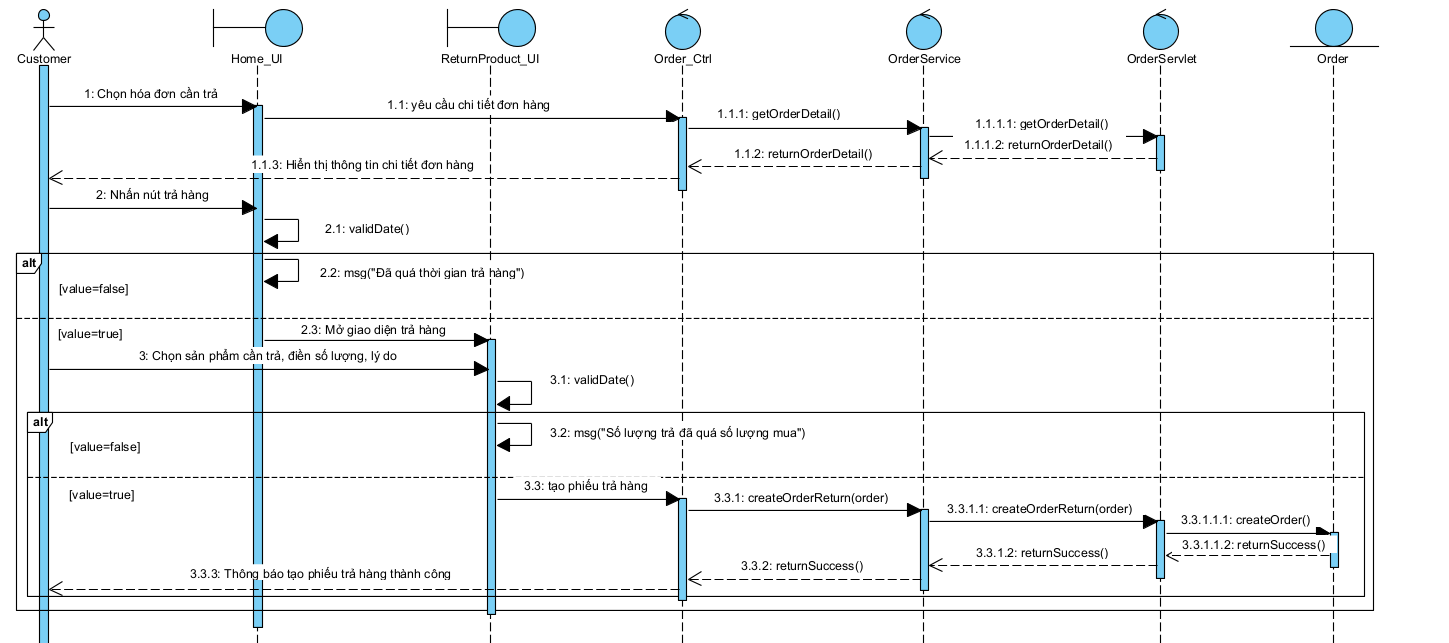 Customer
Home_UI
ReturnProduct_UI
Order_Ctrl
OrderService
OrderServlet
Order
1: Chọn hóa đơn cần trả
1.1: yêu cầu chi tiết đơn hàng
1.1.1: getOrderDetail()
1.1.1.1: getOrderDetail()
1.1.1.2: returnOrderDetail()
1.1.2: returnOrderDetail()
1.1.3: Hiển thị thông tin chi tiết đơn hàng
2: Nhấn nút trả hàng
2.1: validDate()
alt
2.2: msg("Đã quá thời gian trả hàng")
[value=false]
[value=true]
2.3: Mở giao diện trả hàng
3: Chọn sản phẩm cần trả, điền số lượng, lý do
3.1: validDate()
alt
3.2: msg("Số lượng trả đã quá số lượng mua")
[value=false]
[value=true]
3.3: tạo phiếu trả hàng
3.3.1: createOrderReturn(order)
3.3.1.1: createOrderReturn(order)
3.3.1.1.1: createOrder()
3.3.1.1.2: returnSuccess()
3.3.1.2: returnSuccess()
3.3.2: returnSuccess()
3.3.3: Thông báo tạo phiếu trả hàng thành công